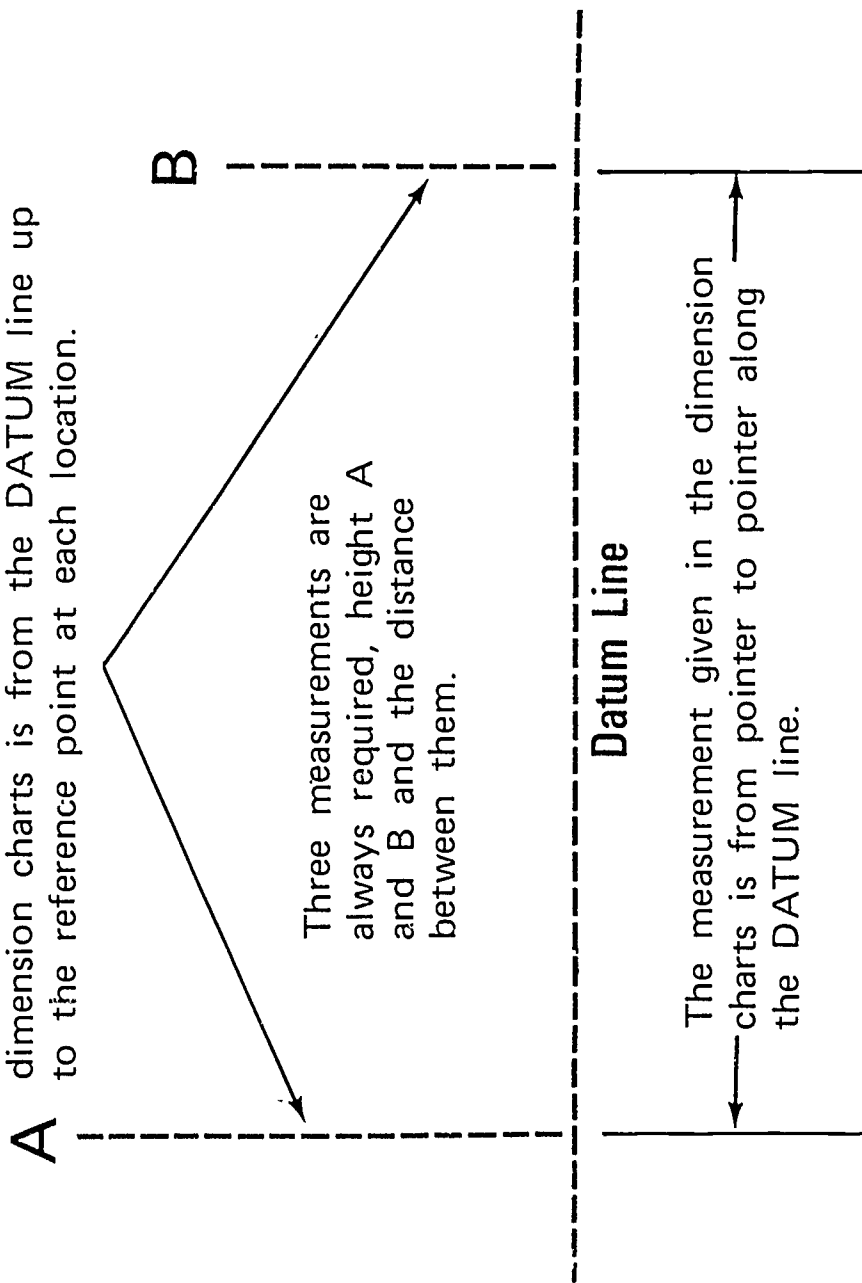 A
dimension charts is from the DATUM line up
to the reference point at each location.
B
Three measurements are
always required, height A
and B and the distance
between them.
Datum Line
The measurement given in the dimension
charts is from pointer to pointer along
the DATUM line.